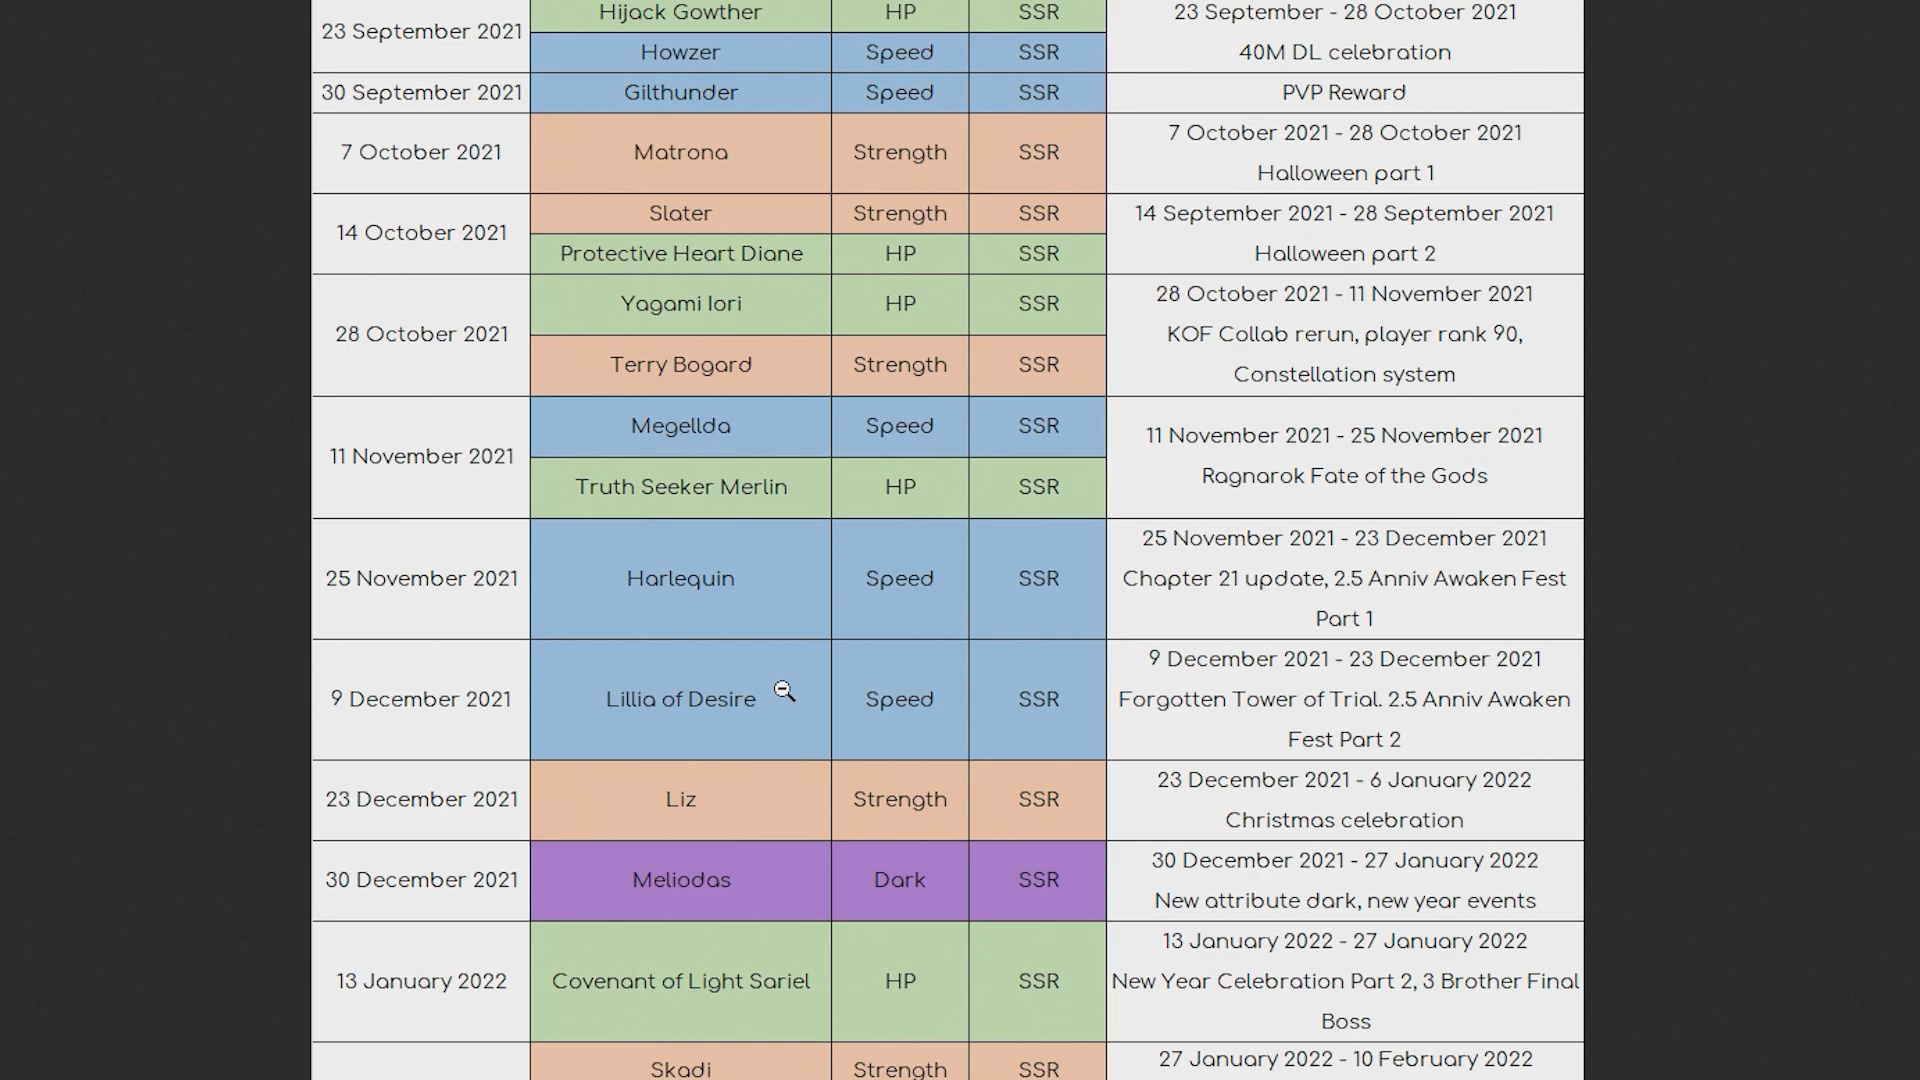 23 September 2021
Hijack Gowther HP SSR
23 September - 28 October 2021
Howzer Speed SSR
40M DL celebration
30 September 2021 Gilthunder Speed SSR PVP Reward
7 October 2021 Matrona Strength SSR
7 October 2021 - 28 October 2021
Halloween part 1
14 October 2021
Slater Strength SSR
14 September 2021 - 28 September 2021
Protective Heart Diane HP SSR
Halloween part 2
28 October 2021
Yagami Iori HP SSR
Terry Bogard Strength SSR
28 October 2021 - 11 November 2021
KOF Collab rerun, player rank 90,
Constellation system
11 November 2021
Megellda Speed SSR
Truth Seeker Merlin HP SSR
11 November 2021 - 25 November 2021
Ragnarok Fate of the Gods
25 November 2021 Harlequin Speed SSR
25 November 2021 - 23 December 2021
Chapter 21 update, 2.5 Anniv Awaken Fest
Part 1
9 December 2021 Lillia of Desire Speed SSR
9 December 2021 - 23 December 2021
Forgotten Tower of Trial. 2.5 Anniv Awaken
Fest Part 2
23 December 2021 Liz Strength SSR
23 December 2021 - 6 January 2022
Christmas celebration
30 December 2021 Meliodas Dark SSR
30 December 2021 - 27 January 2022
New attribute dark, new year events
13 January 2022 Covenant of Light Sariel HP SSR
13 January 2022 - 27 January 2022
New Year Celebration Part 2, 3 Brother Final
Boss
Skadi Strength SSR
27 January 2022 - 10 February 2022